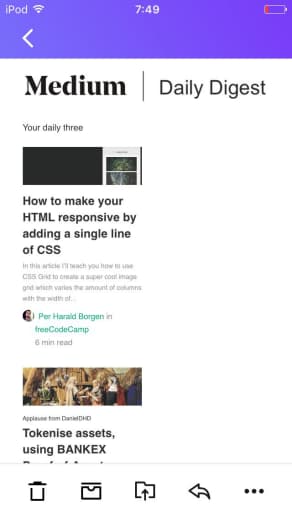 iPod
7:49
Medium | Daily Digest
Your daily three
How to make your
HTML responsive by
adding a single line
of CSS
In this article I'll teach you how to use
CSS Grid to create a super cool image
grid which varies the amount of columns
with the width of...
Per Harald Borgen in
freeCodeCamp
6 min read
Applause from DanielDHD
Tokenise assets,
using BANKEX